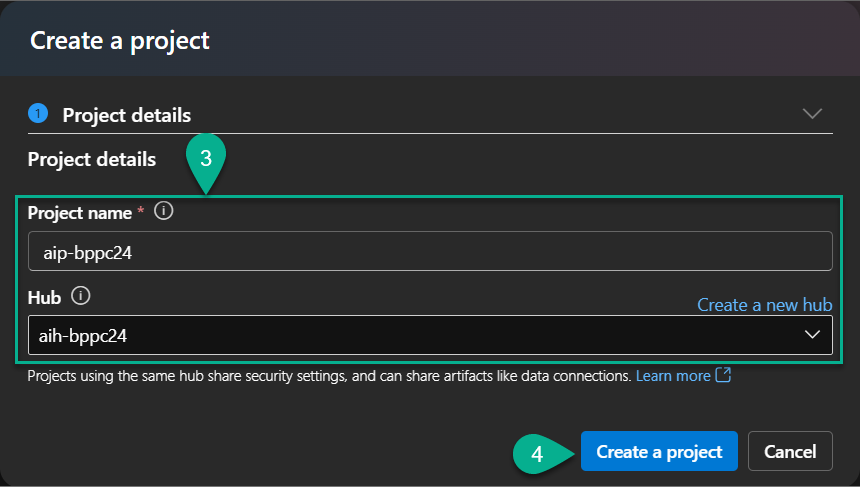 Create a project
1 Project details
Project details
3
Project name *
aip-bppc24
Hub
Create a new hub
aih-bppc24
Projects using the same hub share security settings, and can share artifacts like data connections. Learn more
4 Create a project Cancel